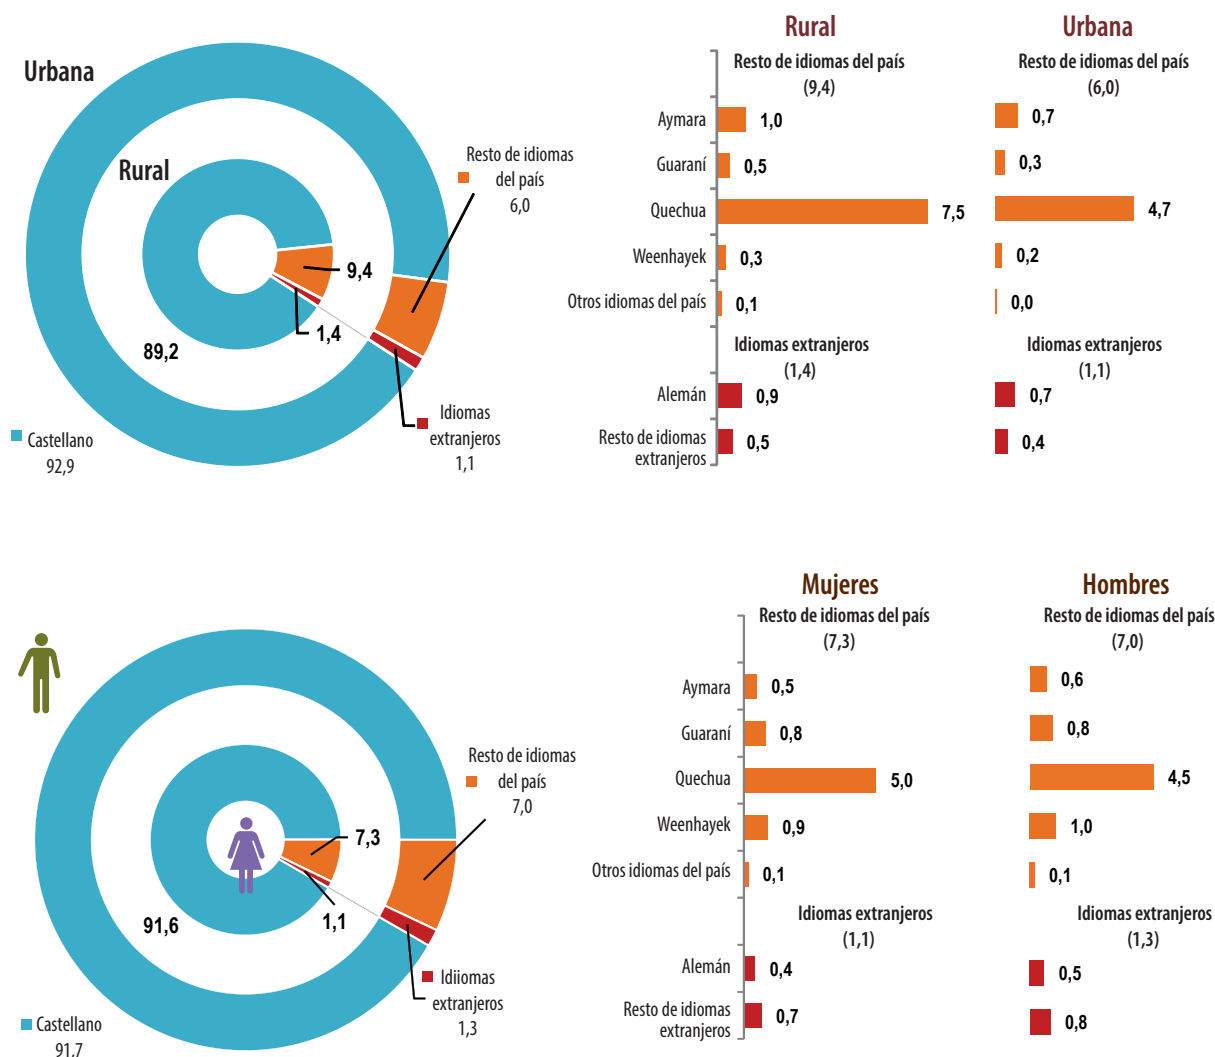 Urbana
Rural
Resto de idiomas
del país
6,0
9,4
1,4
89,2
Idiomas
extranjeros
1,1
Castellano
92,9
Rural
Resto de idiomas del país
(9,4)
Aymara
1,0
Guaraní
0,5
Quechua
7,5
Weenhayek
0,3
Otros idiomas del país
0,1
Idiomas extranjeros
(1,4)
Alemán
0,9
Resto de idiomas
extranjeros
0,5
Urbana
Resto de idiomas del país
(6,0)
0,7
0,3
4,7
0,2
0,0
Idiomas extranjeros
(1,1)
0,7
0,4
Resto de idiomas
del país
7,0
7,3
1,1
91,6
Idiiomas
extranjeros
1,3
Castellano
91,7
Mujeres
Resto de idiomas del país
(7,3)
Aymara
0,5
Guaraní
0,8
Quechua
5,0
Weenhayek
0,9
Otros idiomas del país
0,1
Idiomas extranjeros
(1,1)
Alemán
0,4
Resto de idiomas
extranjeros
0,7
Hombres
Resto de idiomas del país
(7,0)
0,6
0,8
4,5
1,0
0,1
Idiomas extranjeros
(1,3)
0,5
0,8